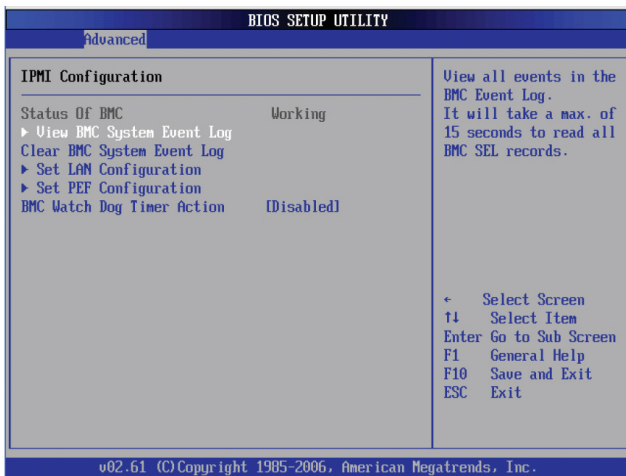 BIOS SETUP UTILITY
Advanced
IPMI Configuration
Status Of BMC Working
▶ View BMC System Event Log
Clear BMC System Event Log
▶ Set LAN Configuration
▶ Set PEF Configuration
BMC Watch Dog Timer Action [Disabled]
View all events in the
BMC Event Log.
It will take a max. of
15 seconds to read all
BMC SEL records.
← Select Screen
↑↓ Select Item
Enter Go to Sub Screen
F1 General Help
F10 Save and Exit
ESC Exit
v02.61 (C)Copyright 1985-2006, American Megatrends, Inc.